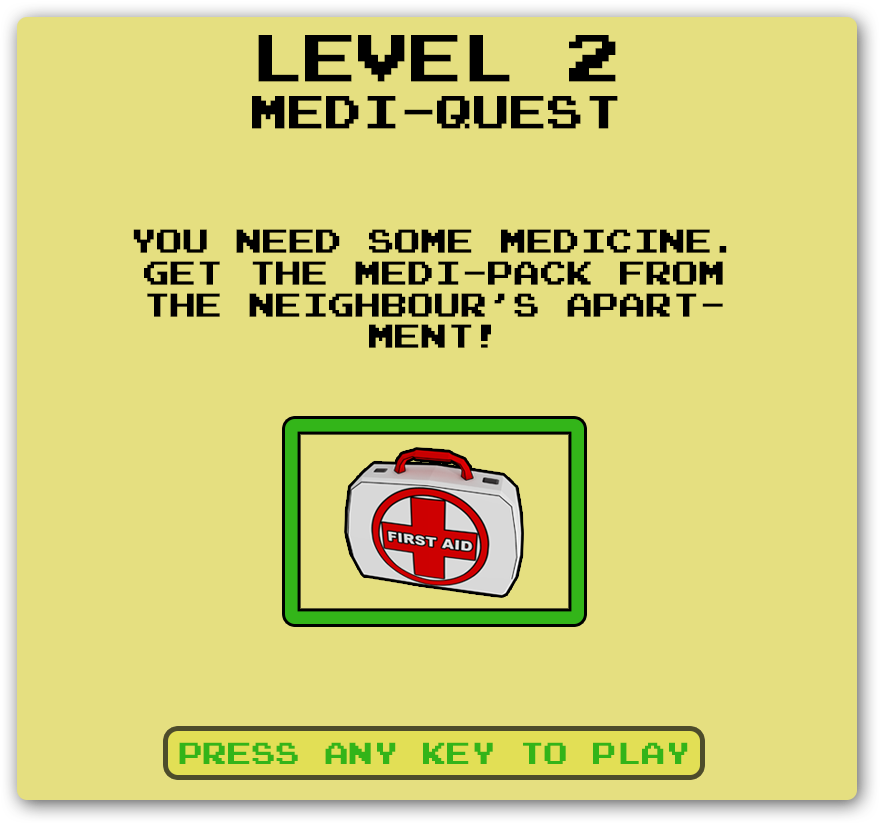 LEVEL 2
MEDI-QUEST
YOU NEED SOME MEDICINE.
GET THE MEDI-PACK FROM
THE NEIGHBOUR'S APART-
MENT!
FIRST AID
PRESS ANY KEY TO PLAY